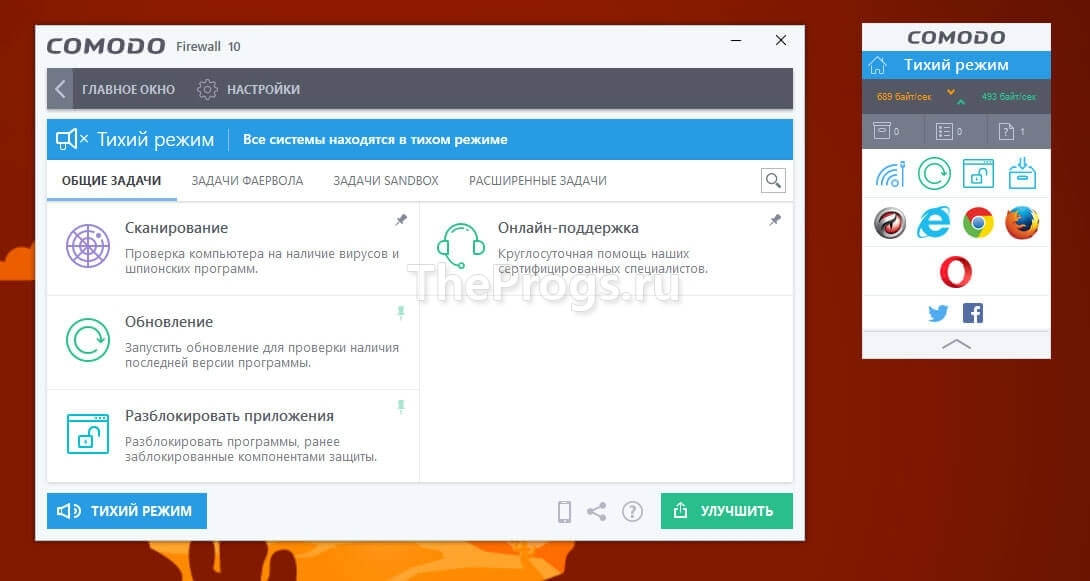 COMODO Firewall 10
ГЛАВНОЕ ОКНО НАСТРОЙКИ
Тихий режим Все системы находятся в тихом режиме
ОБЩИЕ ЗАДАЧИ ЗАДАЧИ ФАЕРВОЛА ЗАДАЧИ SANDBOX РАСШИРЕННЫЕ ЗАДАЧИ
Сканирование
Проверка компьютера на наличие вирусов и
шпионских программ.
Онлайн-поддержка
Круглосуточная помощь наших
сертифицированных специалистов.
TheProgs.ru
Обновление
Запустить обновление для проверки наличия
последней версии программы.
Разблокировать приложения
Разблокировать программы, ранее
заблокированные компонентами защиты.
ТИХИЙ РЕЖИМ
УЛУЧШИТЬ
COMODO
Тихий режим
689 байт/сек 493 байт/сек
0 0 1